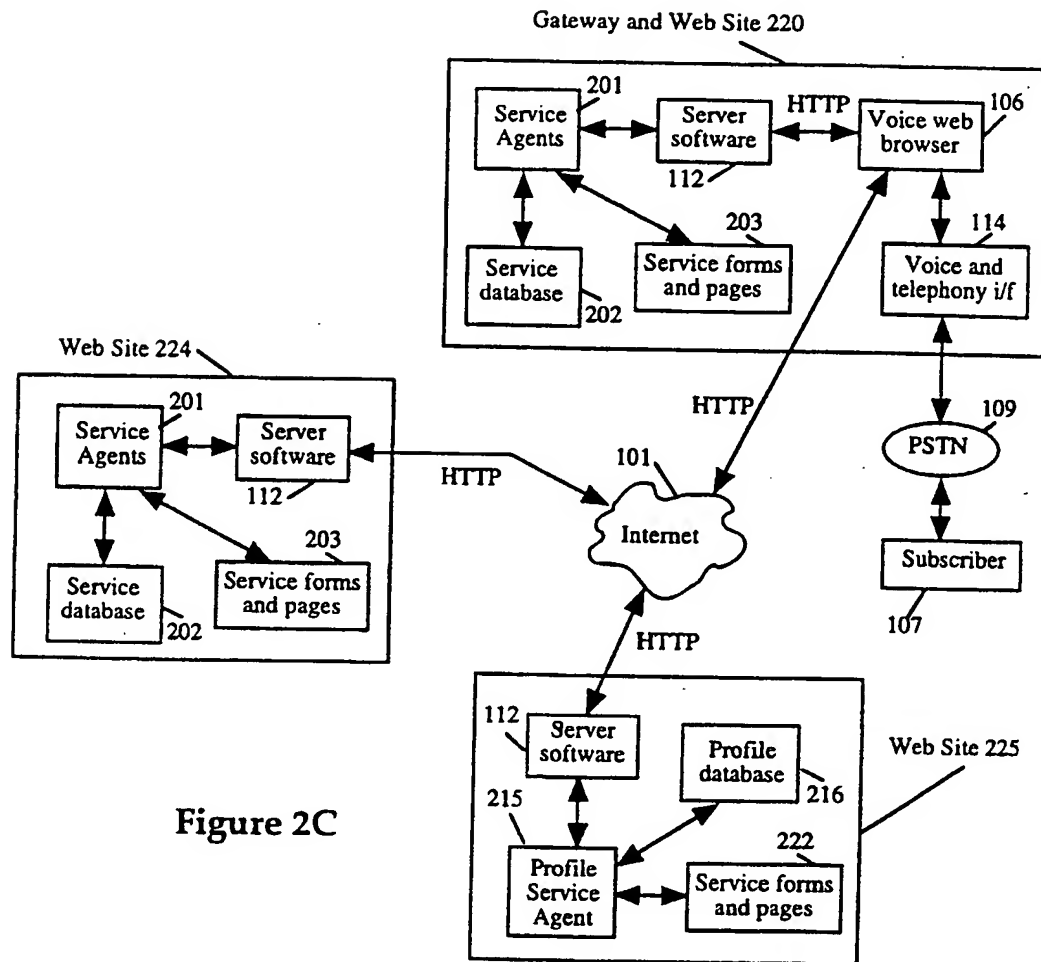 Gateway and Web Site 220
201
Service
Agents
Server
software
112
HTTP
Voice web
browser
106
114
Voice and
telephony i/f
203
Service forms
and pages
Service
database
202
Web Site 224
201
Service
Agents
Server
software
112
HTTP
HTTP
203
Service forms
and pages
Service
database
202
101
Internet
109
PSTN
Subscriber
107
HTTP
112
Server
software
Profile
database
216
Web Site 225
215
Profile
Service
Agent
222
Service forms
and pages
Figure 2C